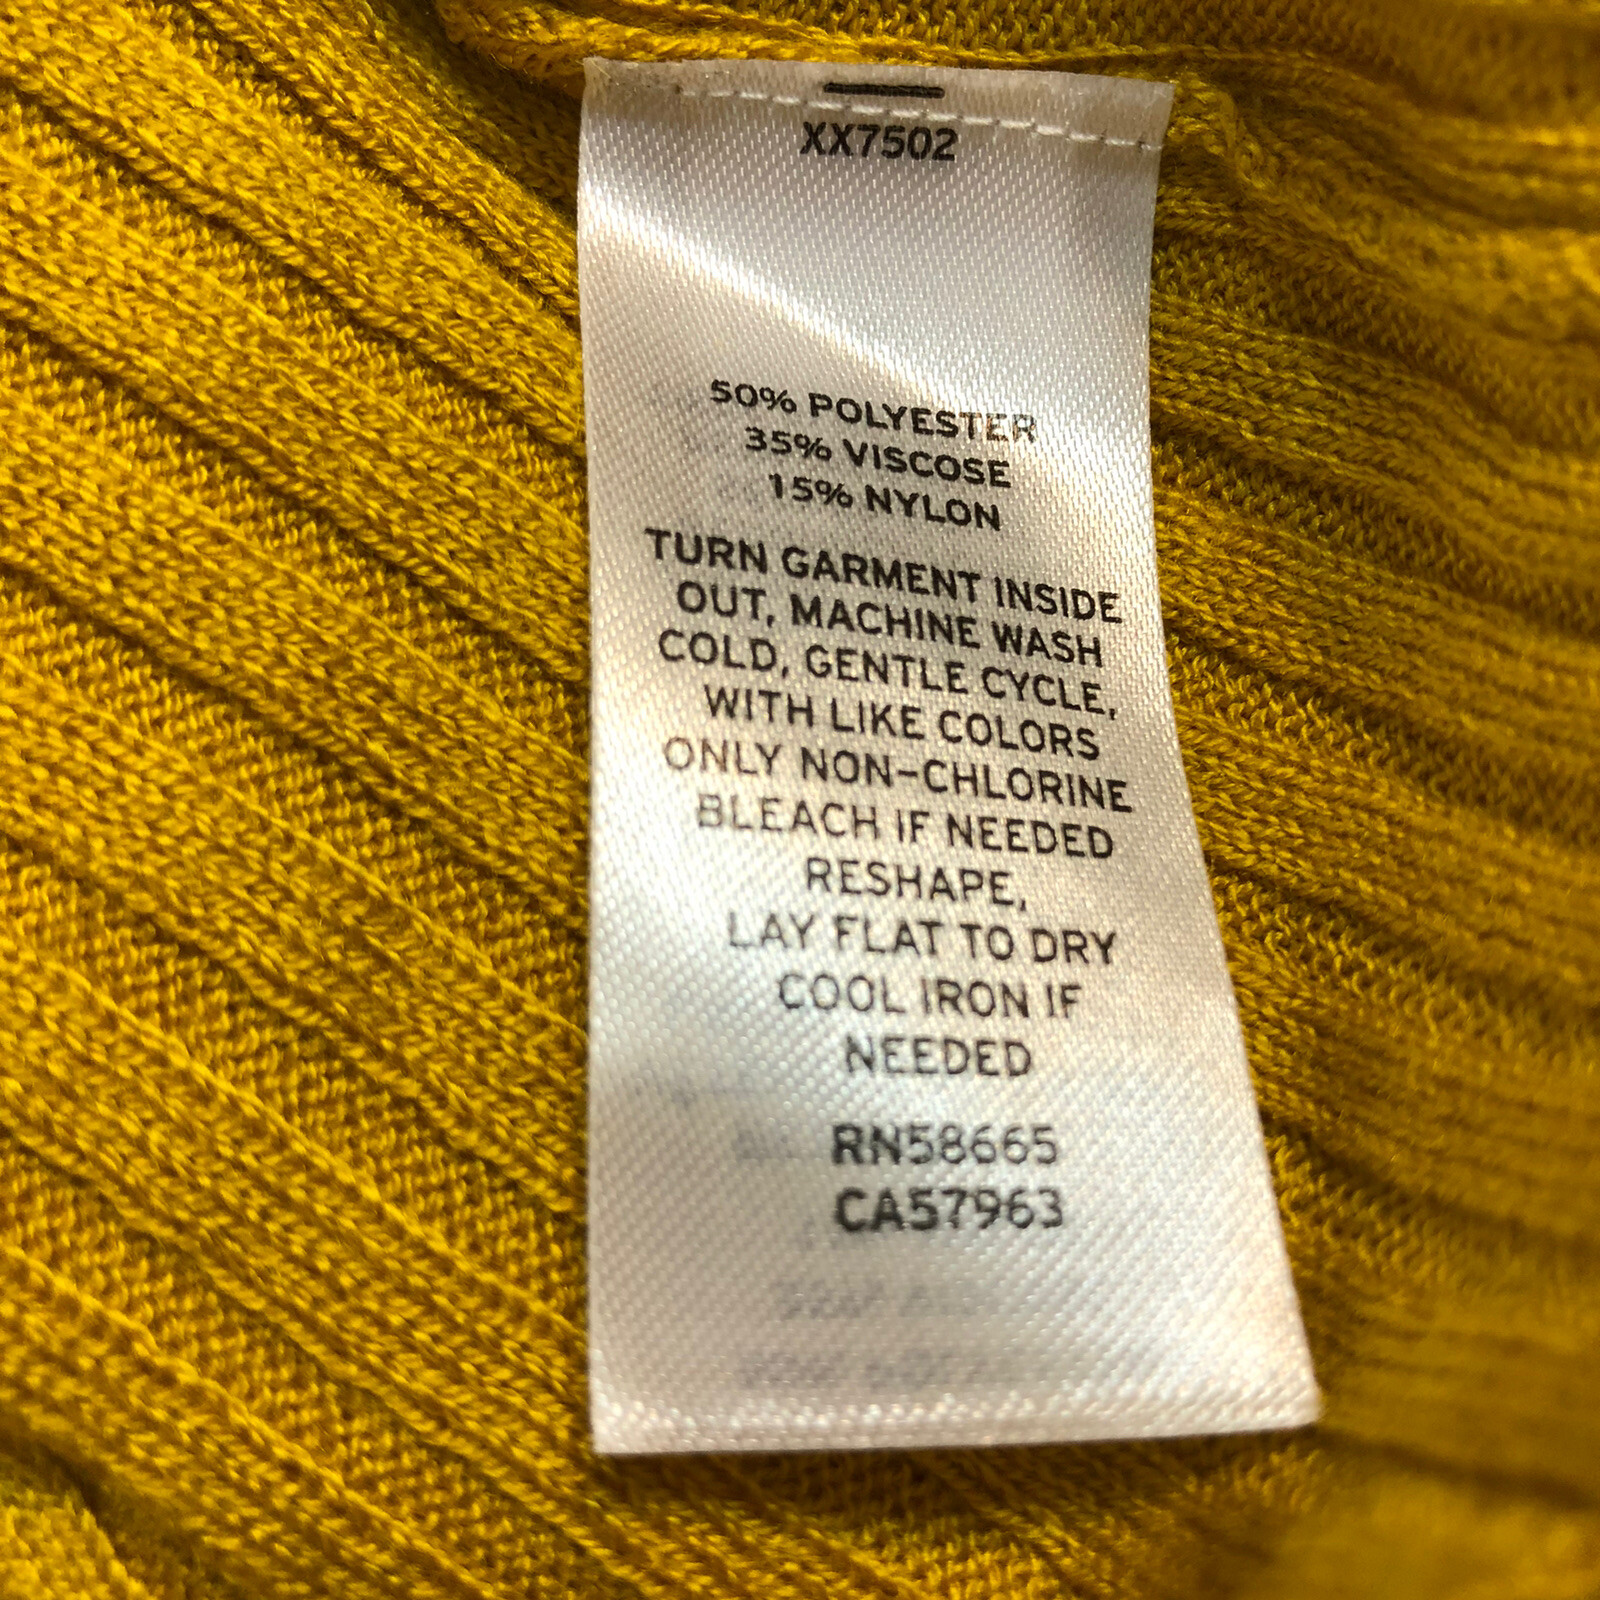 XX7502
50% POLYESTER
35% VISCOSE
15% NYLON
TURN GARMENT INSIDE
OUT, MACHINE WASH
COLD, GENTLE CYCLE,
WITH LIKE COLORS
ONLY NON-CHLORINE
BLEACH IF NEEDED
RESHAPE,
LAY FLAT TO DRY
COOL IRON IF
NEEDED
RN58665
CA57963